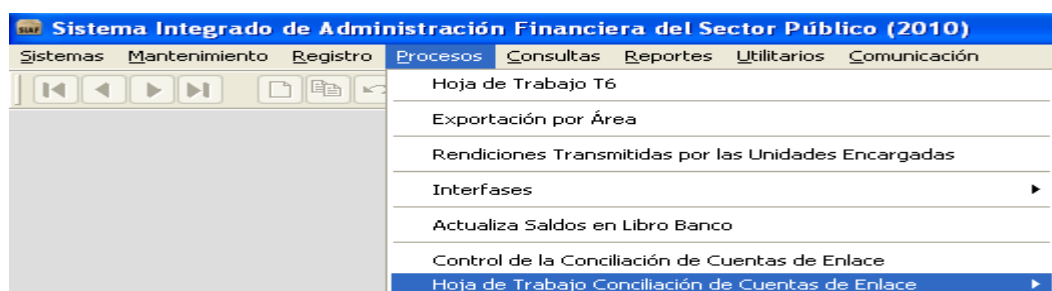 SIAF Sistema Integrado de Administración Financiera del Sector Público (2010)
Sistemas Mantenimiento Registro Procesos Consultas Reportes Utilitarios Comunicación
Hoja de Trabajo T6
Exportación por Área
Rendiciones Transmitidas por las Unidades Encargadas
Interfases
Actualiza Saldos en Libro Banco
Control de la Conciliación de Cuentas de Enlace
Hoja de Trabajo Conciliación de Cuentas de Enlace